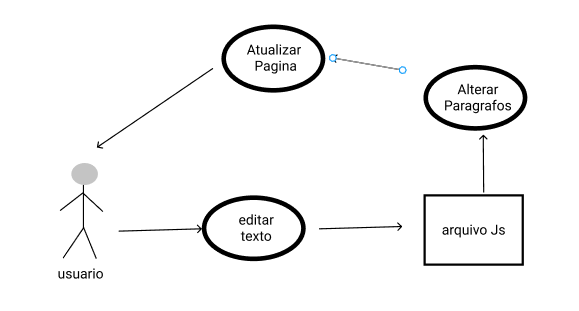 Atualizar
Pagina
Alterar
Paragrafos
editar
texto
arquivo Js
usuario